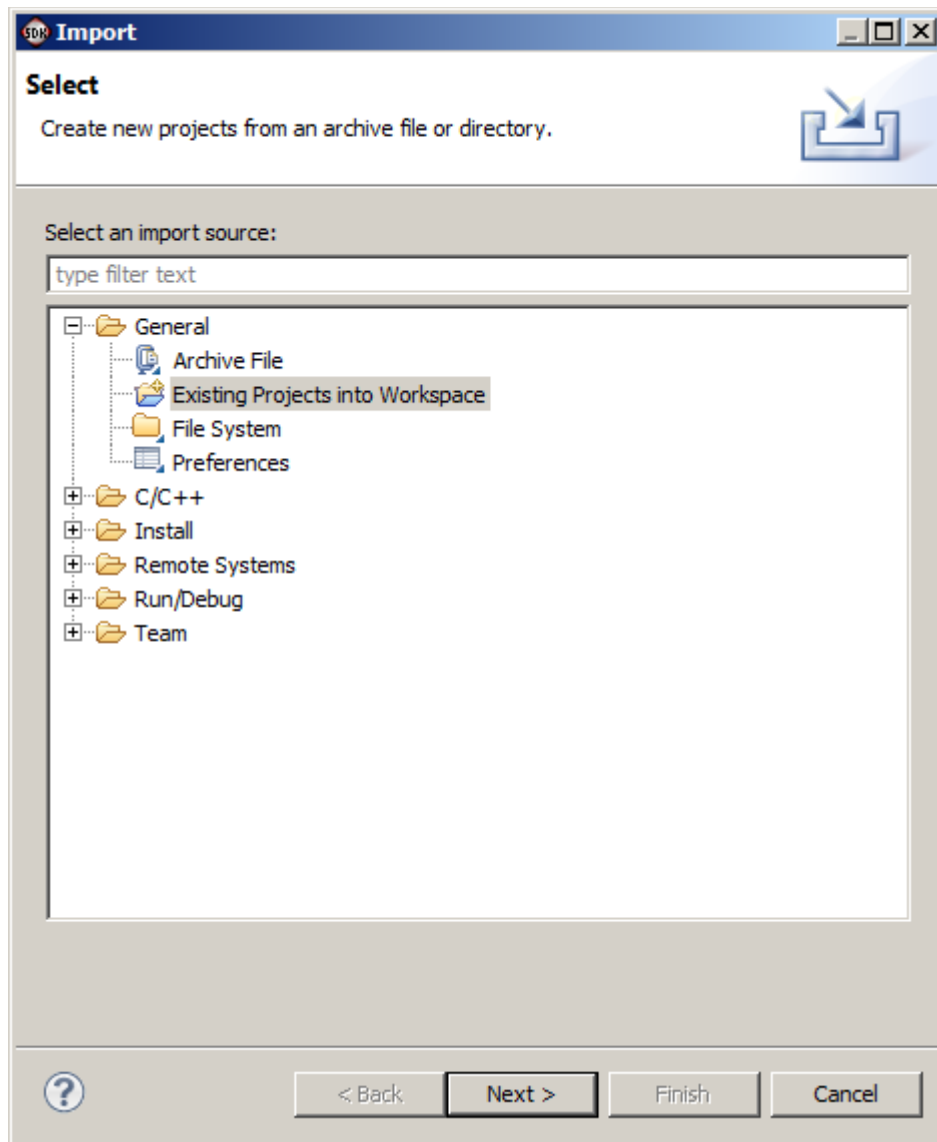 SDK Import
Select
Create new projects from an archive file or directory.
Select an import source:
type filter text
General
Archive File
Existing Projects into Workspace
File System
Preferences
C/C++
Install
Remote Systems
Run/Debug
Team
? < Back Next > Finish Cancel